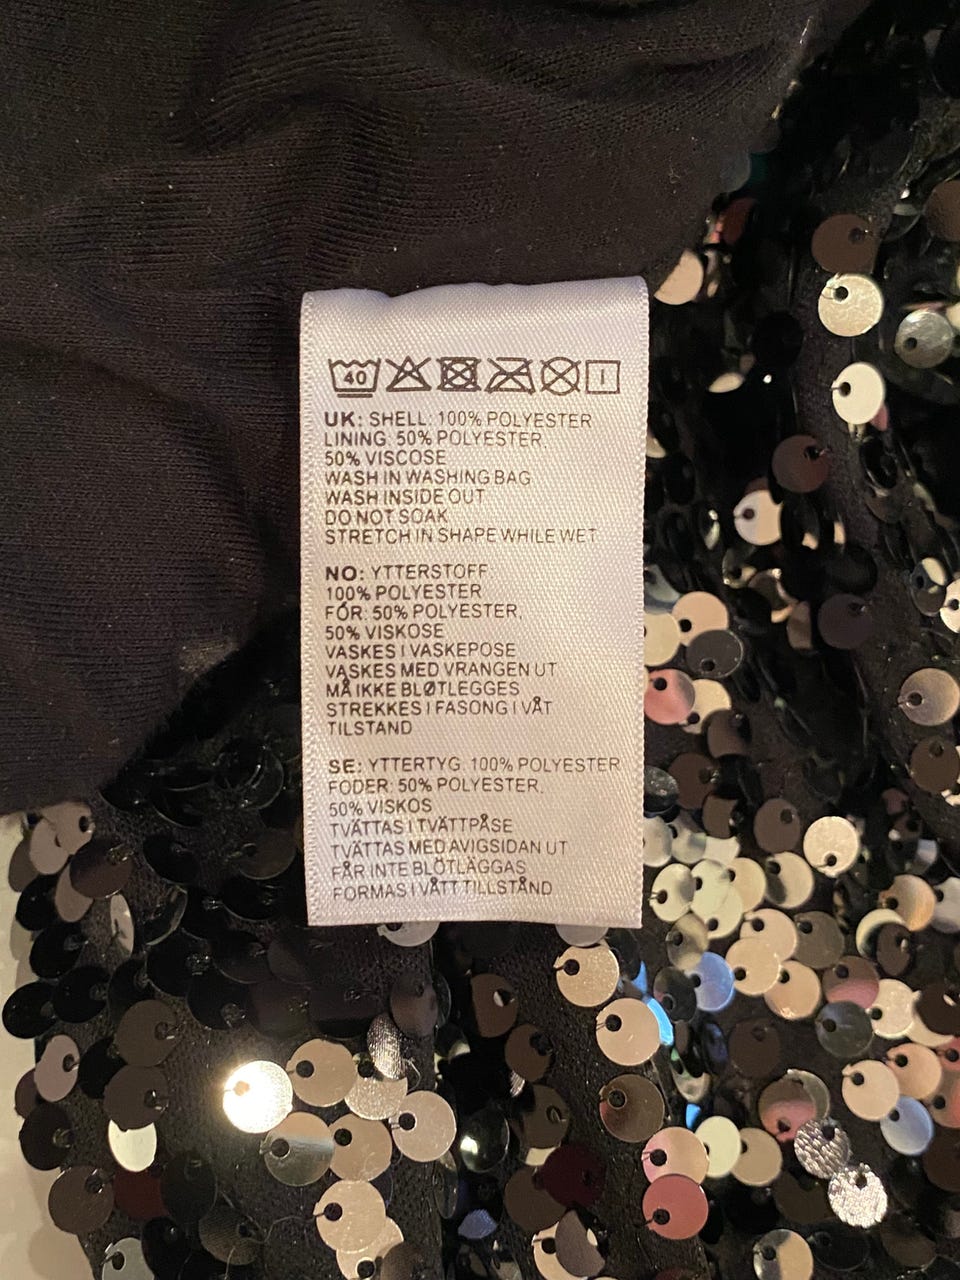 40
UK: SHELL: 100% POLYESTER
LINING: 50% POLYESTER,
50% VISCOSE
WASH IN WASHING BAG
WASH INSIDE OUT
DO NOT SOAK
STRETCH IN SHAPE WHILE WET
NO: YTTERSTOFF:
100% POLYESTER
FÓR: 50% POLYESTER,
50% VISKOSE
VASKES I VASKEPOSE
VASKES MED VRANGEN UT
MÅ IKKE BLØTLEGGES
STREKKES I FASONG I VÅT
TILSTAND
SE: YTTERTYG: 100% POLYESTER
FODER: 50% POLYESTER,
50% VISKOS
TVÄTTAS I TVÄTTPÅSE
TVÄTTAS MED AVIGSIDAN UT
FÅR INTE BLÖTLÄGGAS
FORMAS I VÅTT TILLSTÅND